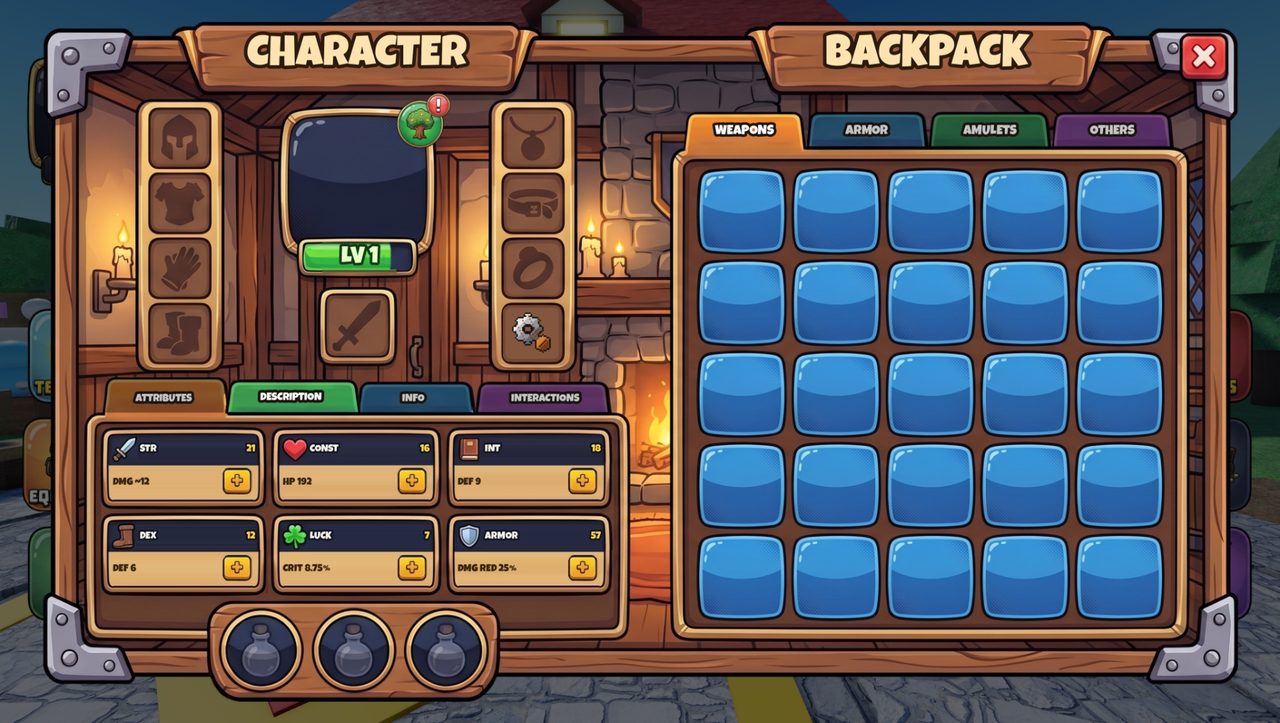 CHARACTER
BACKPACK
WEAPONS
ARMOR
AMULETS
OTHERS
LV 1
ATTRIBUTES
DESCRIPTION
INFO
INTERACTIONS
STR 21
DMG ~12
CONST 16
HP 192
INT 18
DEF 9
DEX 12
DEF 6
LUCK 7
CRIT 8.75%
ARMOR 57
DMG RED 25%
TE
EQ
S